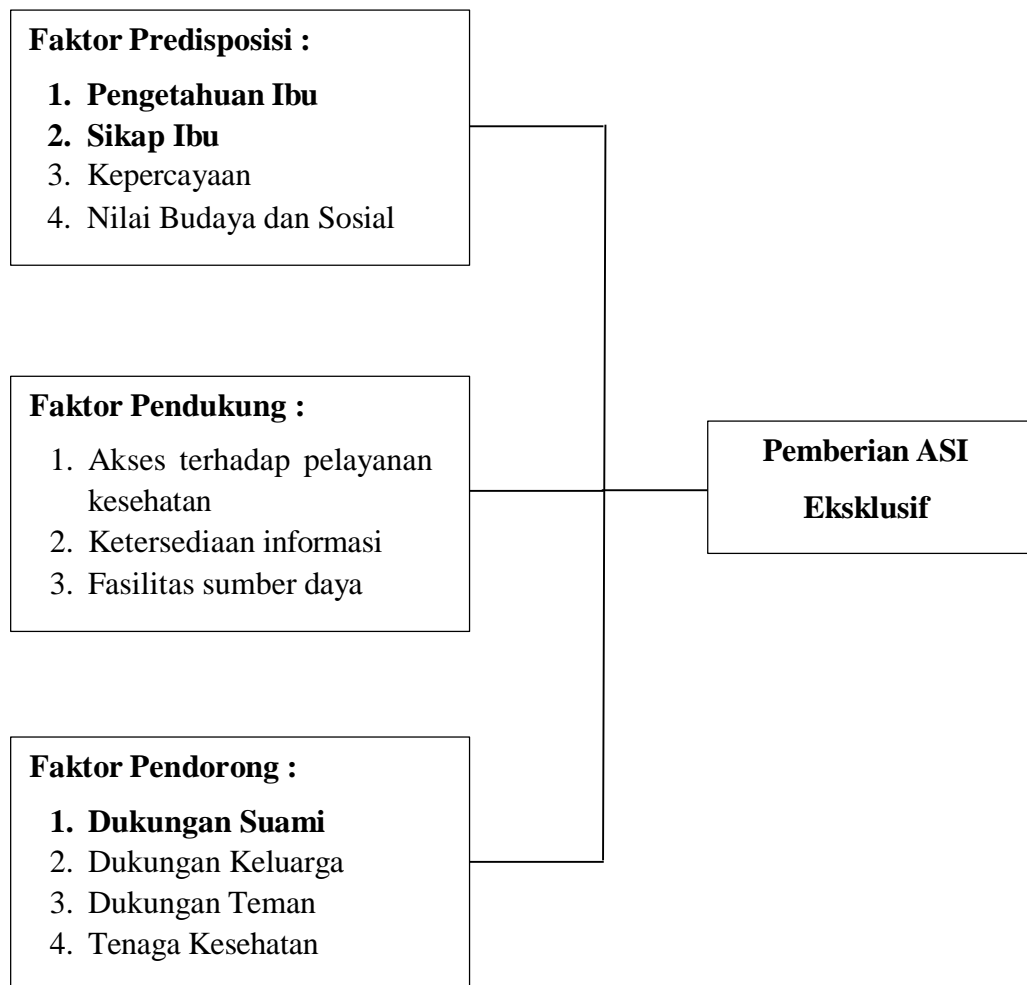 Faktor Predisposisi :
1. Pengetahuan Ibu
2. Sikap Ibu
3. Kepercayaan
4. Nilai Budaya dan Sosial
Faktor Pendukung :
1. Akses terhadap pelayanan
kesehatan
2. Ketersediaan informasi
3. Fasilitas sumber daya
Pemberian ASI
Eksklusif
Faktor Pendorong :
1. Dukungan Suami
2. Dukungan Keluarga
3. Dukungan Teman
4. Tenaga Kesehatan